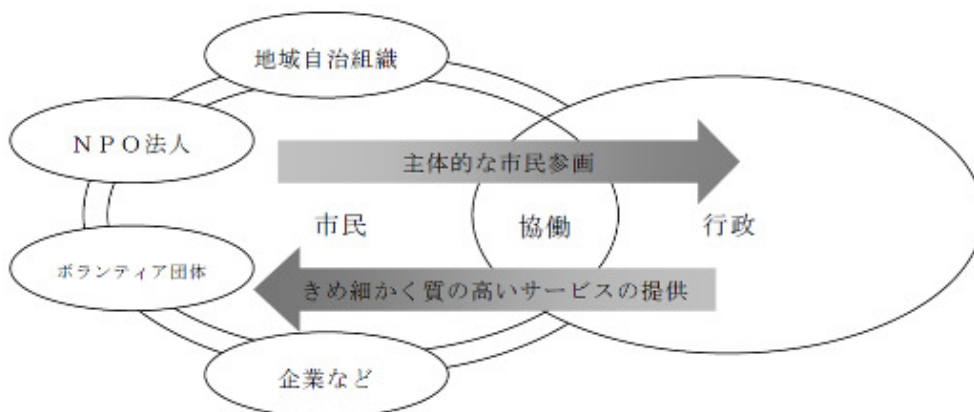 地域自治組織
ＮＰＯ法人
主体的な市民参画
市民
協働
行政
ボランティア団体
きめ細かく質の高いサービスの提供
企業など